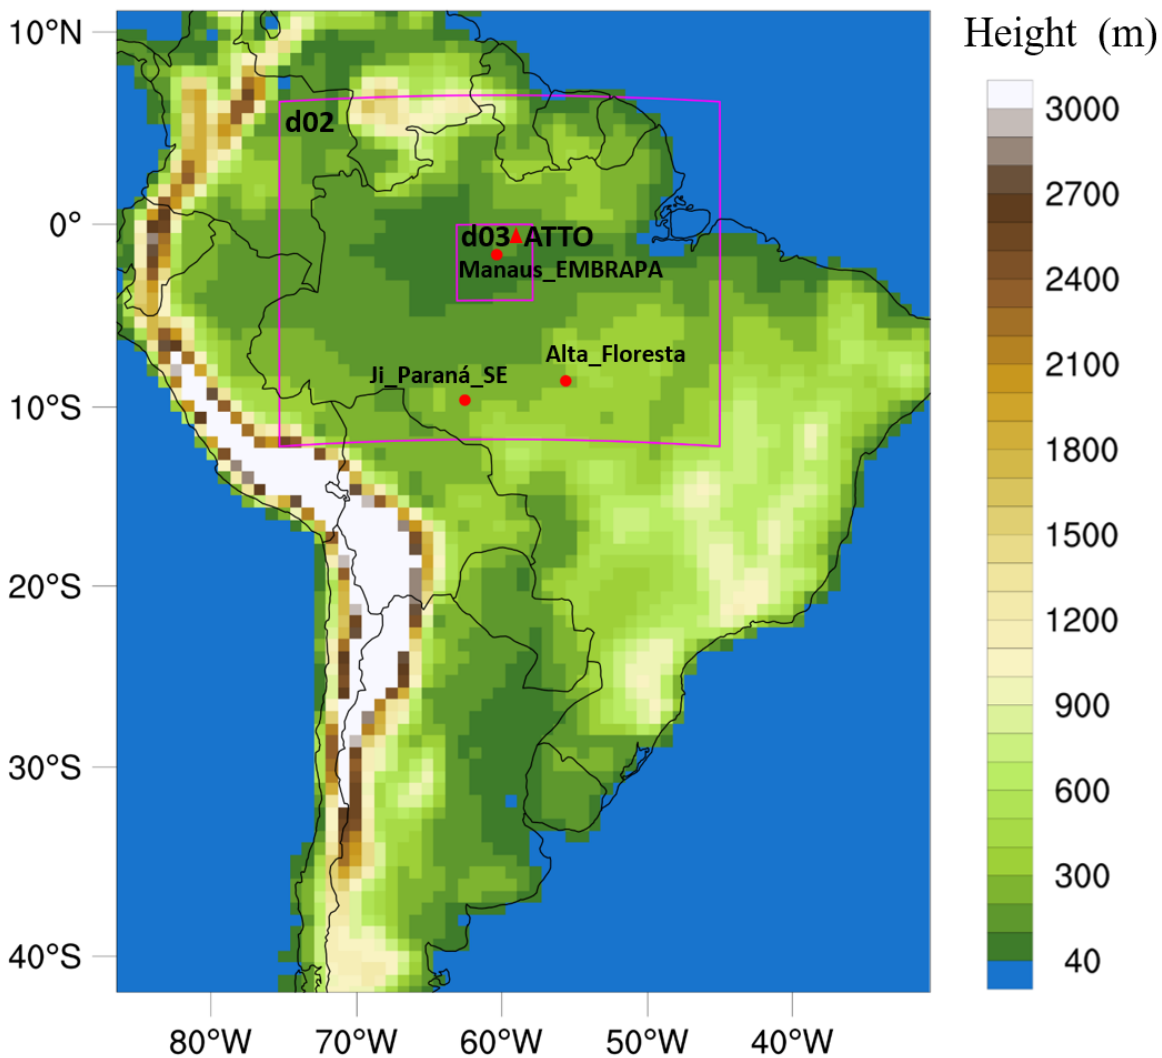 Height (m)
10°N
0°
10°S
20°S
30°S
40°S
80°W
70°W
60°W
50°W
40°W
d02
d03 ATTO
Manaus_EMBRAPA
Alta_Floresta
Ji_Paraná_SE
3000
2700
2400
2100
1800
1500
1200
900
600
300
40